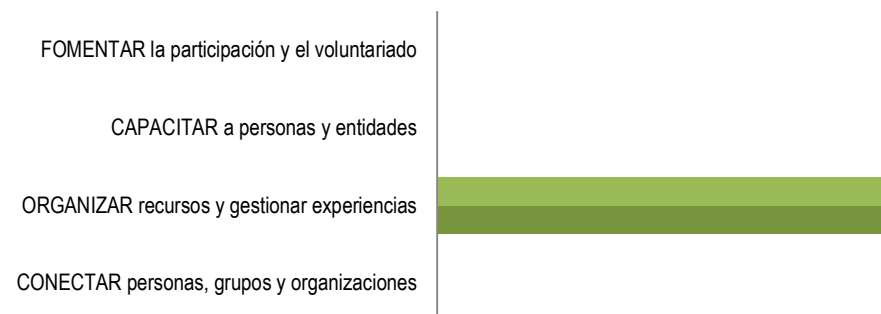 FOMENTAR la participación y el voluntariado
CAPACITAR a personas y entidades
ORGANIZAR recursos y gestionar experiencias
CONECTAR personas, grupos y organizaciones